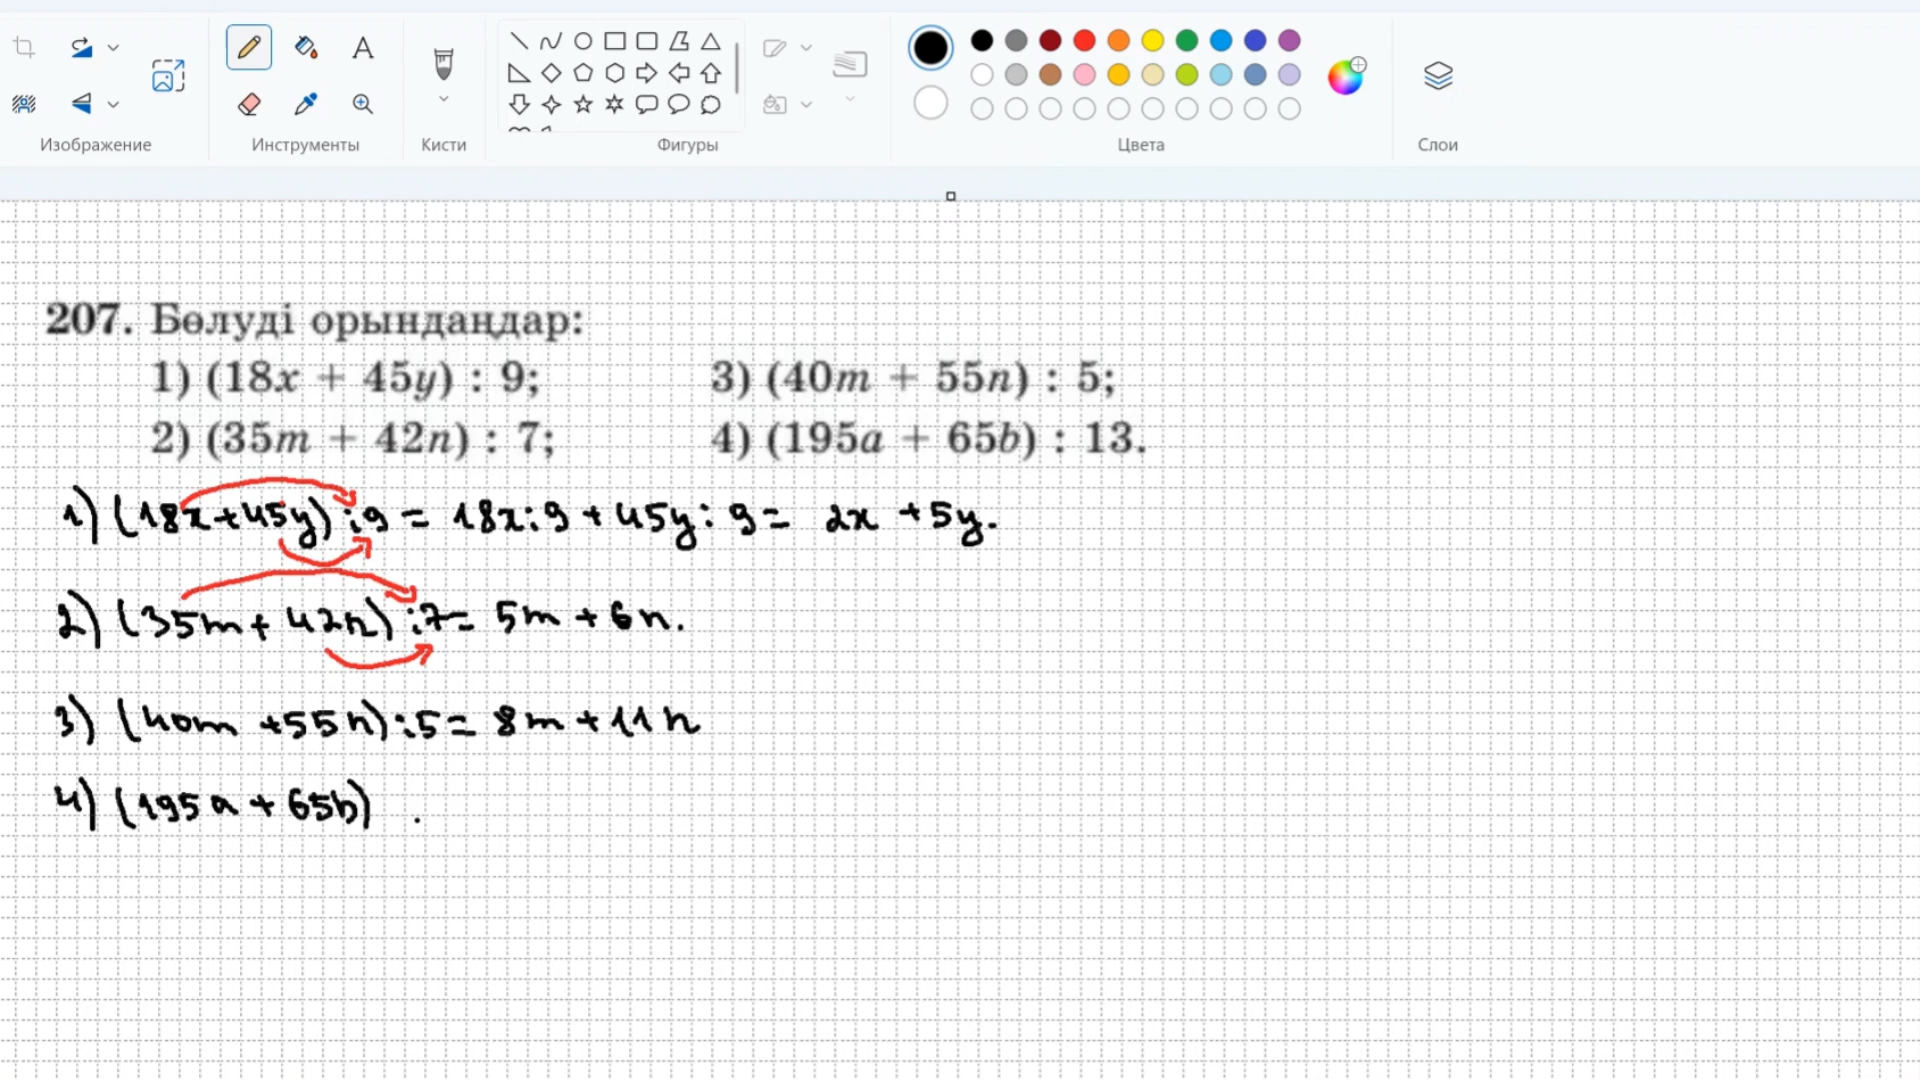 Изображение
Инструменты
Кисти
Фигуры
Цвета
Слои
207. Бөлуді орындаңдар:
1) (18x + 45y) : 9;
3) (40m + 55n) : 5;
2) (35m + 42n) : 7;
4) (195a + 65b) : 13.
1) (18x+45y) :9 = 18x:9 + 45y: 9 = 2x +5y.
2) (35m + 42n) :7= 5m + 6n.
3) (40m +55n):5= 8m + 11n
4) (195a + 65b) .